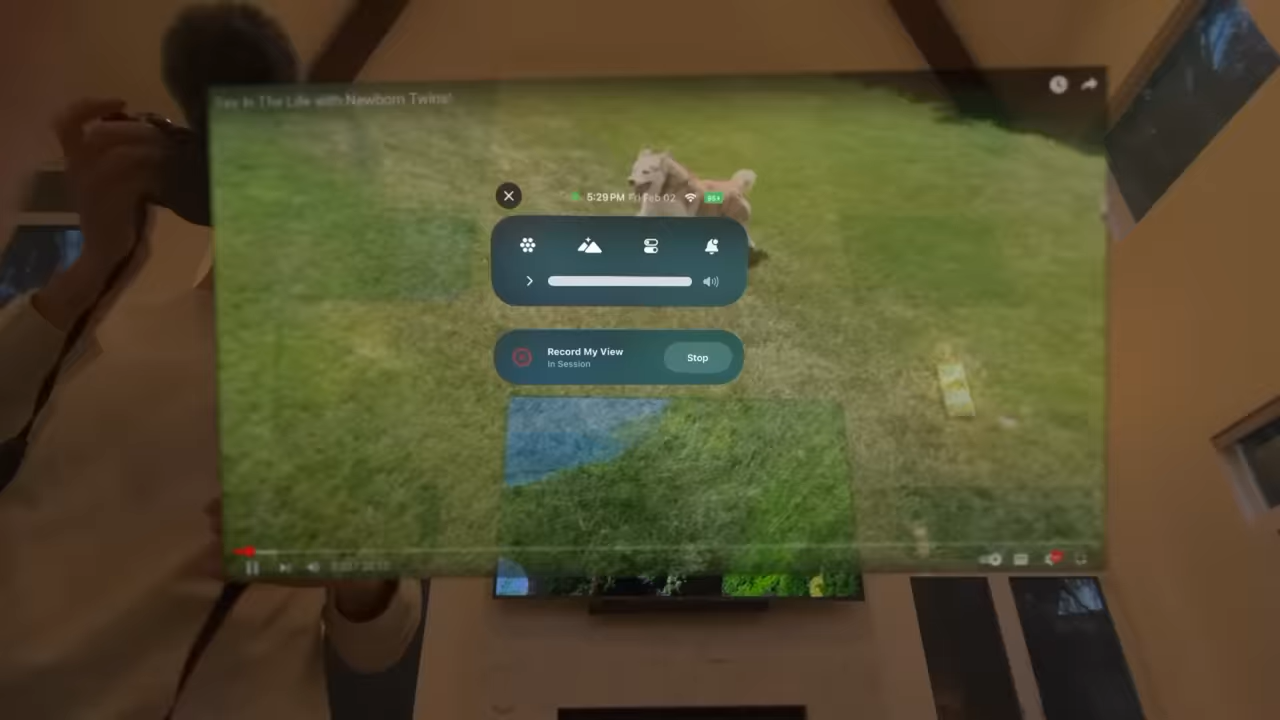 Day In The Life with Newborn Twins!
5:29 PM Fri Feb 02
Record My View
In Session
Stop